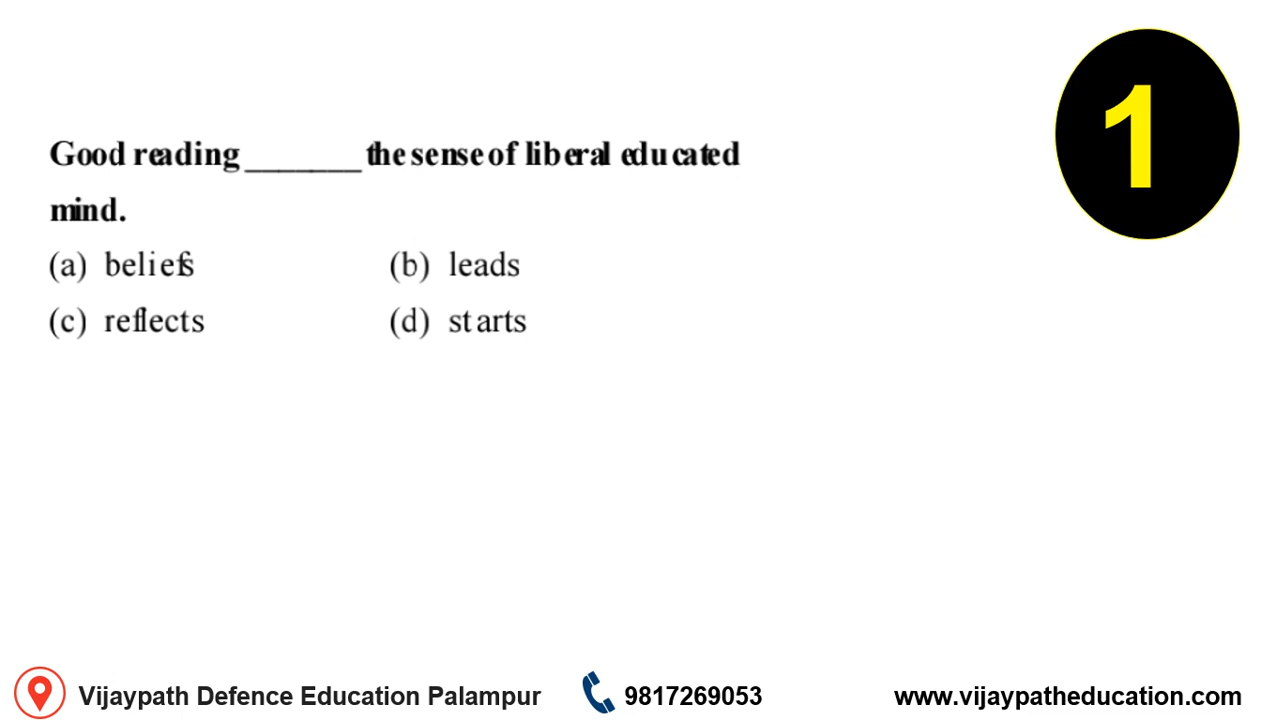 1
Good reading _______ the sense of liberal educated
mind.
(a) beliefs (b) leads
(c) reflects (d) starts
Vijaypath Defence Education Palampur 9817269053 www.vijaypatheducation.com